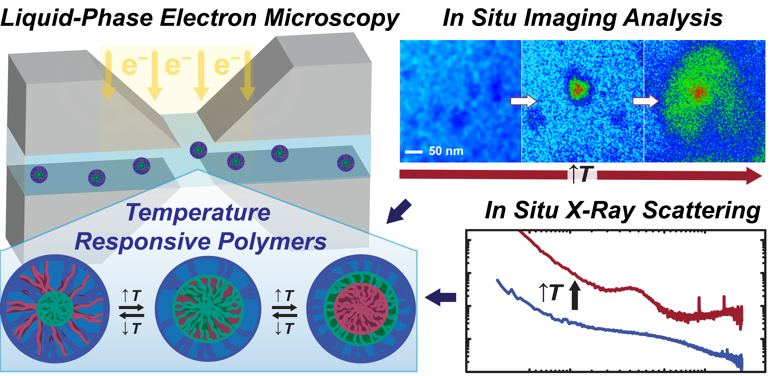 Liquid-Phase Electron Microscopy
e⁻ e⁻ e⁻
Temperature
Responsive Polymers
↑T
↓T
↑T
↓T
In Situ Imaging Analysis
50 nm
↑T
In Situ X-Ray Scattering
↑T